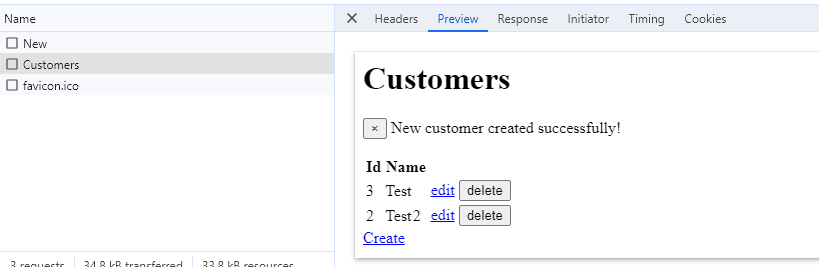 Name
New
Customers
favicon.ico
3 requests 34.8 kB transferred 33.8 kB resources
× Headers Preview Response Initiator Timing Cookies
Customers
× New customer created successfully!
Id Name
3 Test edit delete
2 Test2 edit delete
Create